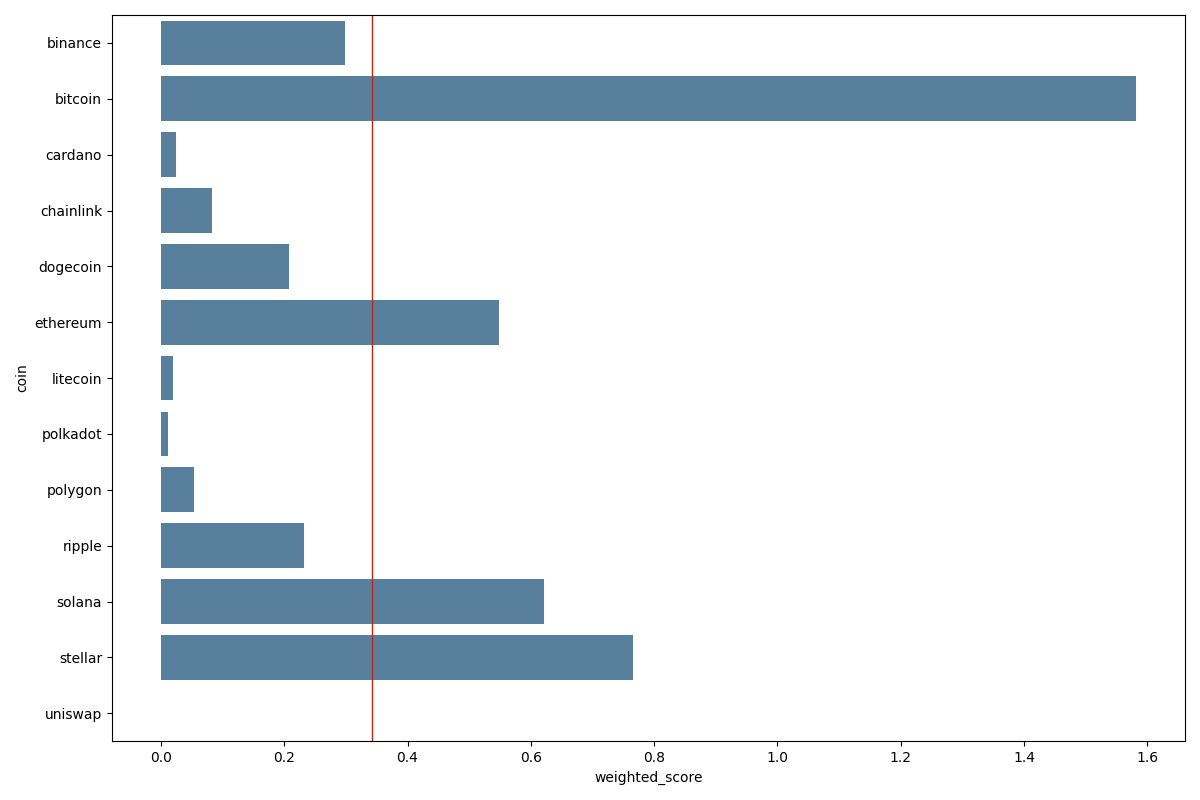 binance
bitcoin
cardano
chainlink
dogecoin
ethereum
litecoin
polkadot
polygon
ripple
solana
stellar
uniswap
coin
0.0 0.2 0.4 0.6 0.8 1.0 1.2 1.4 1.6
weighted_score